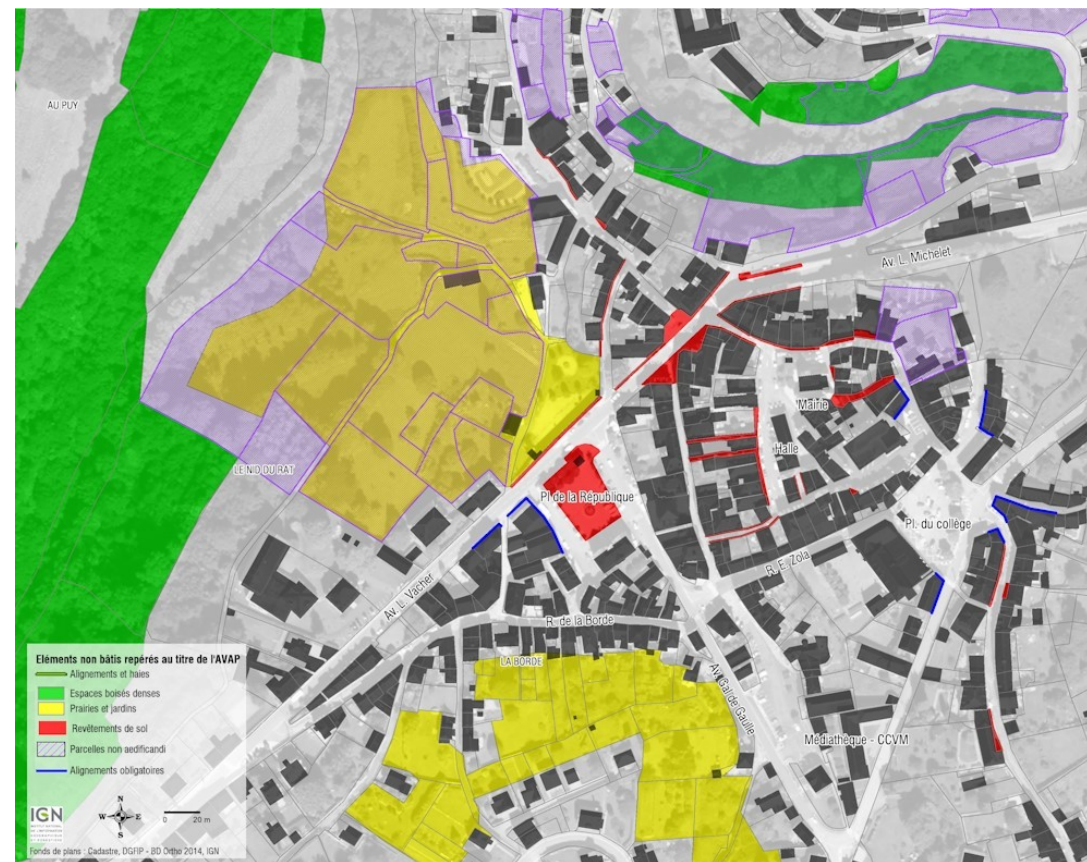 AU PUY
Av. L. Michelet
Mairie
LE NID DU RAT
Halle
Pl de la République
Pl. du collège
R. E. Zola
Av. L. Vacher
R. de la Borde
LA BORDE
Av. Gal de Gaulle
Médiathèque - CCVM
Eléments non bâtis repérés au titre de l'AVAP
Alignements et haies
Espaces boisés denses
Prairies et jardins
Revêtements de sol
Parcelles non aedificandi
Alignements obligatoires
IGN
N
W E
S
0 20 m
Fonds de plans : Cadastre, DGFIP - BD Ortho 2014, IGN